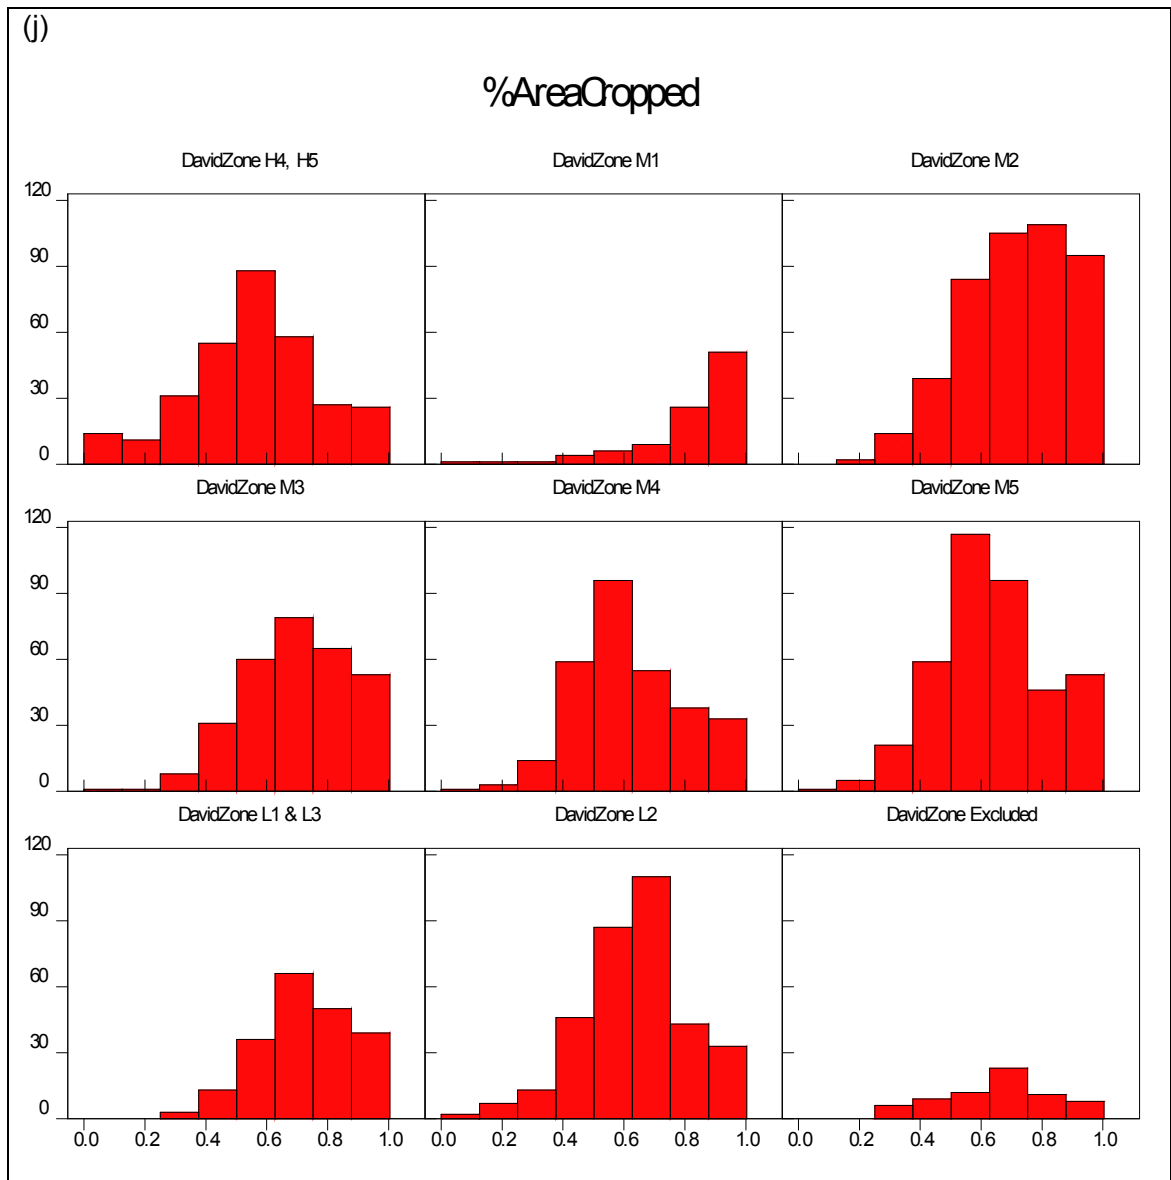 (j)
%AreaCropped
DavidZone H4, H5
DavidZone M1
DavidZone M2
120
90
60
30
0
DavidZone M3
DavidZone M4
DavidZone M5
120
90
60
30
0
DavidZone L1 & L3
DavidZone L2
DavidZone Excluded
120
90
60
30
0
0.0 0.2 0.4 0.6 0.8 1.0
0.0 0.2 0.4 0.6 0.8 1.0
0.0 0.2 0.4 0.6 0.8 1.0